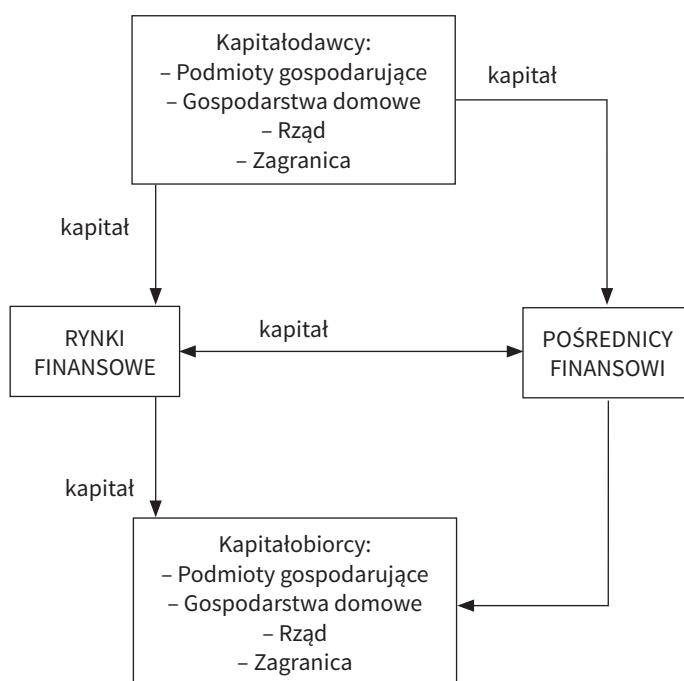 Kapitałodawcy:
– Podmioty gospodarujące
– Gospodarstwa domowe
– Rząd
– Zagranica
kapitał
kapitał
RYNKI
FINANSOWE
kapitał
POŚREDNICY
FINANSOWI
kapitał
Kapitałobiorcy:
– Podmioty gospodarujące
– Gospodarstwa domowe
– Rząd
– Zagranica